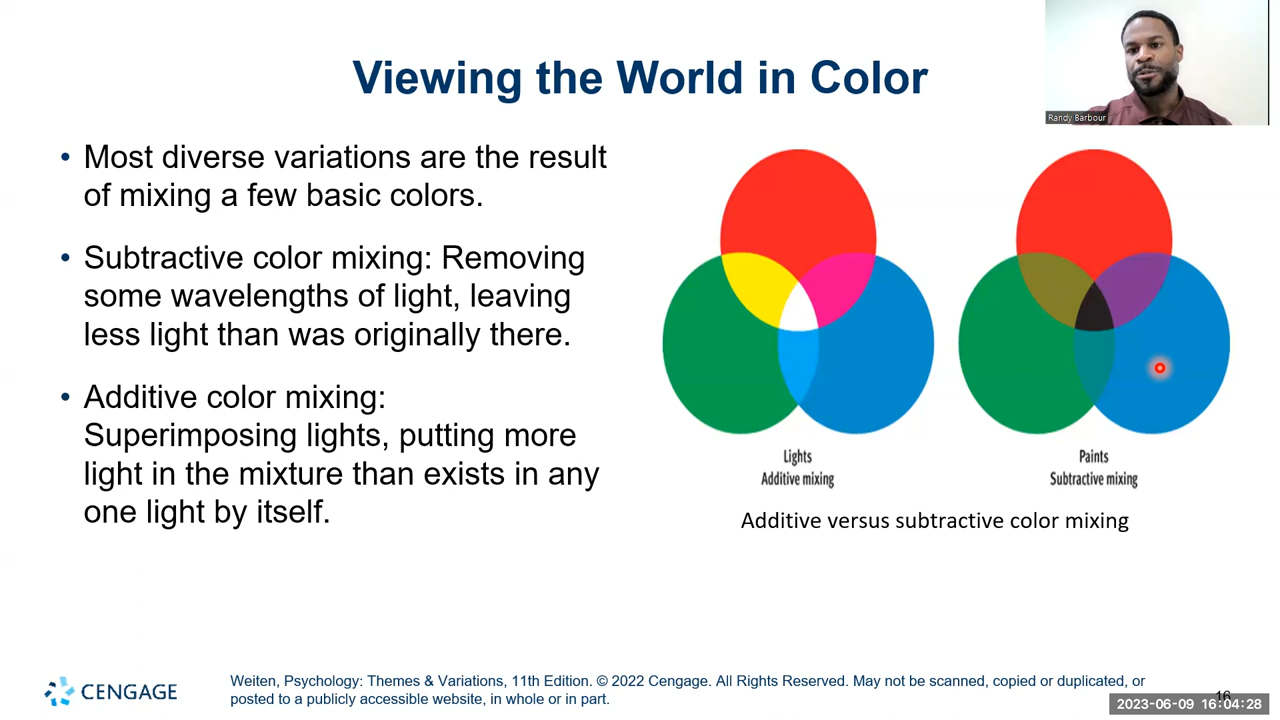 Viewing the World in Color
Randy Barbour
• Most diverse variations are the result
of mixing a few basic colors.
• Subtractive color mixing: Removing
some wavelengths of light, leaving
less light than was originally there.
• Additive color mixing:
Superimposing lights, putting more
light in the mixture than exists in any
one light by itself.
Lights
Additive mixing
Paints
Subtractive mixing
Additive versus subtractive color mixing
CENGAGE
Weiten, Psychology: Themes & Variations, 11th Edition. © 2022 Cengage. All Rights Reserved. May not be scanned, copied or duplicated, or
posted to a publicly accessible website, in whole or in part.
16
2023-06-09 16:04:28